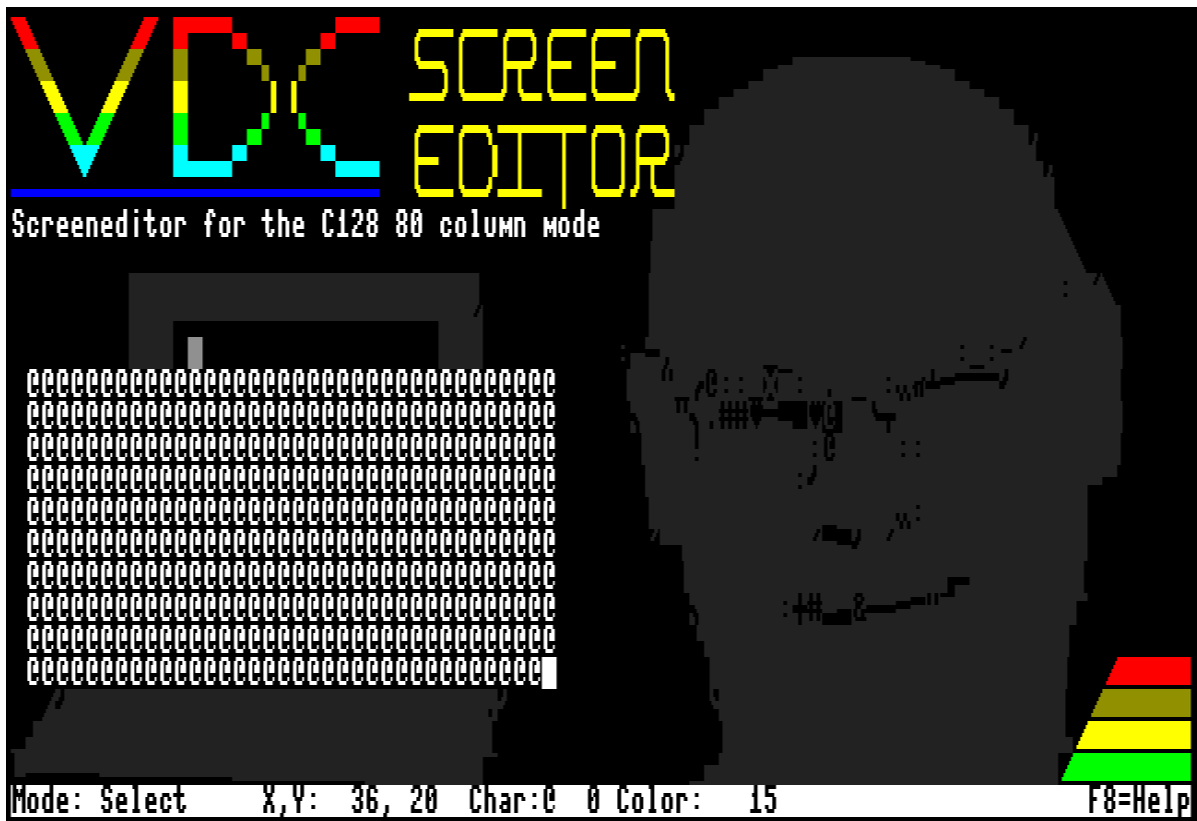 VDC SCREEN
EDITOR
Screeneditor for the C128 80 column mode
@@@@@@@@@@@@@@@@@@@@@@@@@@@@@@@@@@@@
@@@@@@@@@@@@@@@@@@@@@@@@@@@@@@@@@@@@
@@@@@@@@@@@@@@@@@@@@@@@@@@@@@@@@@@@@
@@@@@@@@@@@@@@@@@@@@@@@@@@@@@@@@@@@@
@@@@@@@@@@@@@@@@@@@@@@@@@@@@@@@@@@@@
@@@@@@@@@@@@@@@@@@@@@@@@@@@@@@@@@@@@
@@@@@@@@@@@@@@@@@@@@@@@@@@@@@@@@@@@@
@@@@@@@@@@@@@@@@@@@@@@@@@@@@@@@@@@@@
@@@@@@@@@@@@@@@@@@@@@@@@@@@@@@@@@@@@
@@@@@@@@@@@@@@@@@@@@@@@@@@@@@@@@@@@
Mode: Select X,Y: 36, 20 Char:@ 0 Color: 15 F8=Help